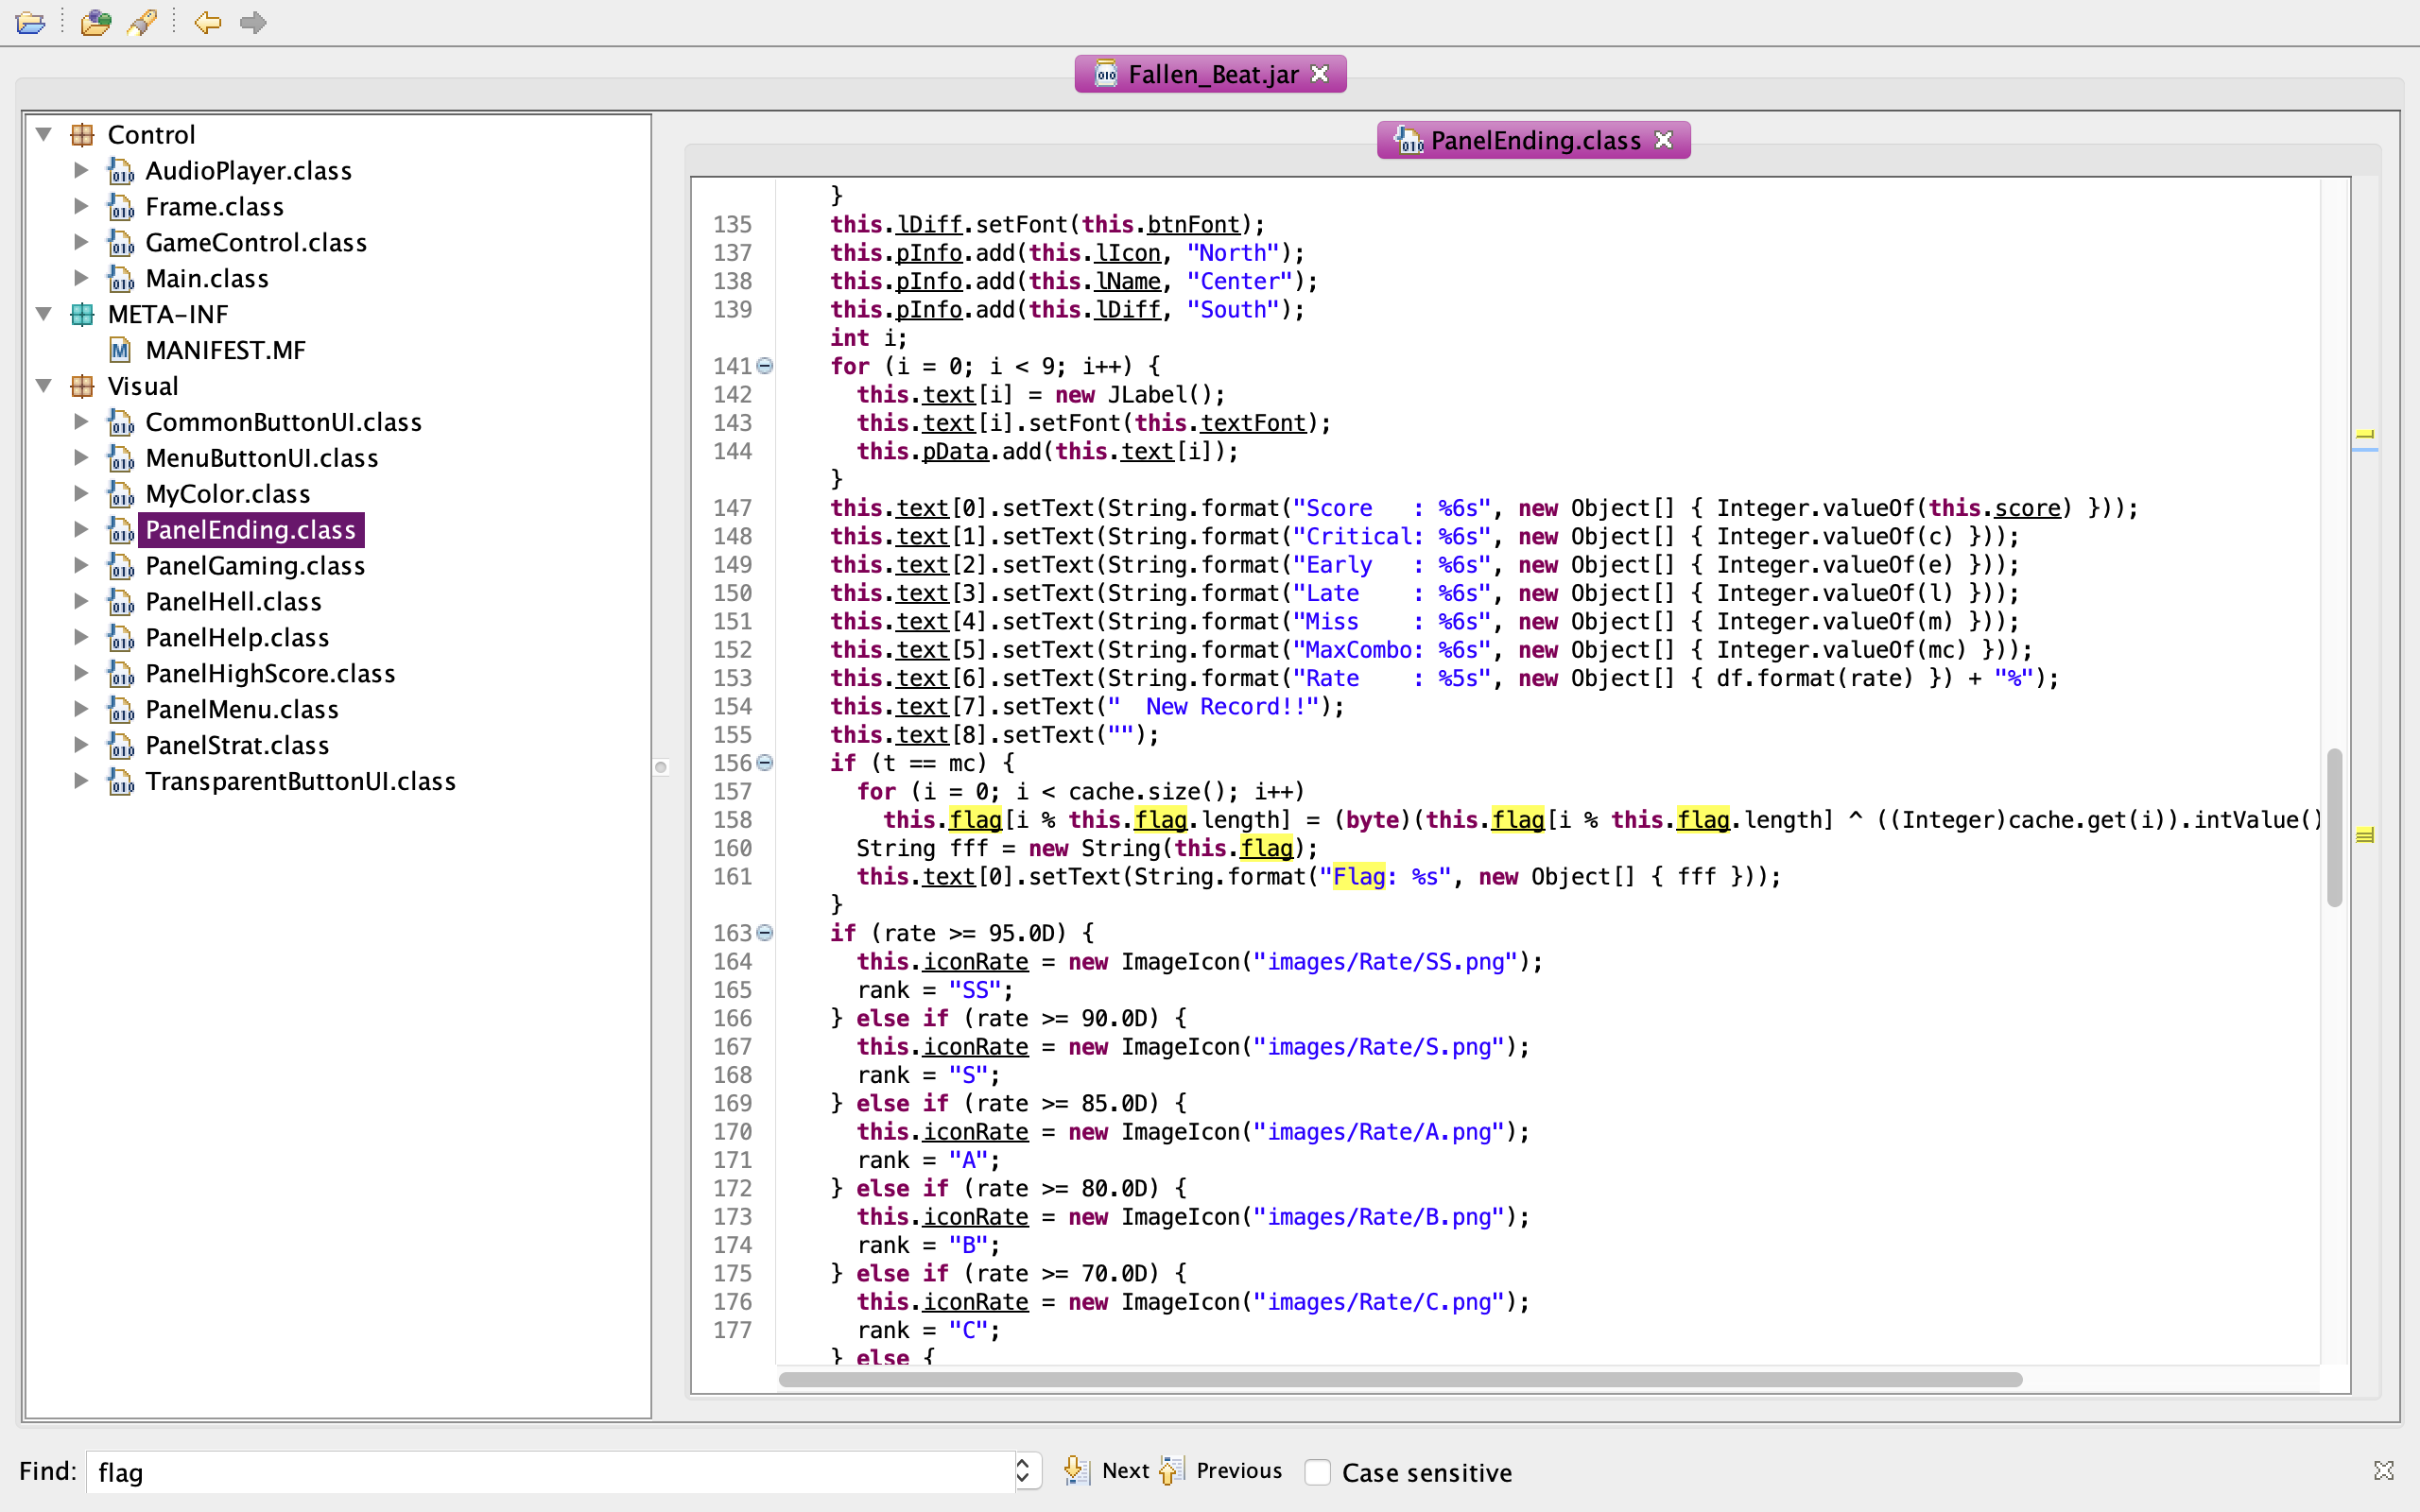 Fallen_Beat.jar
Control
AudioPlayer.class
Frame.class
GameControl.class
Main.class
META-INF
MANIFEST.MF
Visual
CommonButtonUI.class
MenuButtonUI.class
MyColor.class
PanelEnding.class
PanelGaming.class
PanelHell.class
PanelHelp.class
PanelHighScore.class
PanelMenu.class
PanelStrat.class
TransparentButtonUI.class
PanelEnding.class
    }
135    this.lDiff.setFont(this.btnFont);
137    this.pInfo.add(this.lIcon, "North");
138    this.pInfo.add(this.lName, "Center");
139    this.pInfo.add(this.lDiff, "South");
    int i;
141    for (i = 0; i < 9; i++) {
142      this.text[i] = new JLabel();
143      this.text[i].setFont(this.textFont);
144      this.pData.add(this.text[i]);
    }
147    this.text[0].setText(String.format("Score   : %6s", new Object[] { Integer.valueOf(this.score) }));
148    this.text[1].setText(String.format("Critical: %6s", new Object[] { Integer.valueOf(c) }));
149    this.text[2].setText(String.format("Early   : %6s", new Object[] { Integer.valueOf(e) }));
150    this.text[3].setText(String.format("Late    : %6s", new Object[] { Integer.valueOf(l) }));
151    this.text[4].setText(String.format("Miss    : %6s", new Object[] { Integer.valueOf(m) }));
152    this.text[5].setText(String.format("MaxCombo: %6s", new Object[] { Integer.valueOf(mc) }));
153    this.text[6].setText(String.format("Rate    : %5s", new Object[] { df.format(rate) }) + "%");
154    this.text[7].setText("  New Record!!");
155    this.text[8].setText("");
156    if (t == mc) {
157      for (i = 0; i < cache.size(); i++)
158        this.flag[i % this.flag.length] = (byte)(this.flag[i % this.flag.length] ^ ((Integer)cache.get(i)).intValue()
160      String fff = new String(this.flag);
161      this.text[0].setText(String.format("Flag: %s", new Object[] { fff }));
    }
163    if (rate >= 95.0D) {
164      this.iconRate = new ImageIcon("images/Rate/SS.png");
165      rank = "SS";
166    } else if (rate >= 90.0D) {
167      this.iconRate = new ImageIcon("images/Rate/S.png");
168      rank = "S";
169    } else if (rate >= 85.0D) {
170      this.iconRate = new ImageIcon("images/Rate/A.png");
171      rank = "A";
172    } else if (rate >= 80.0D) {
173      this.iconRate = new ImageIcon("images/Rate/B.png");
174      rank = "B";
175    } else if (rate >= 70.0D) {
176      this.iconRate = new ImageIcon("images/Rate/C.png");
177      rank = "C";
    } else {
Find: flag Next Previous Case sensitive